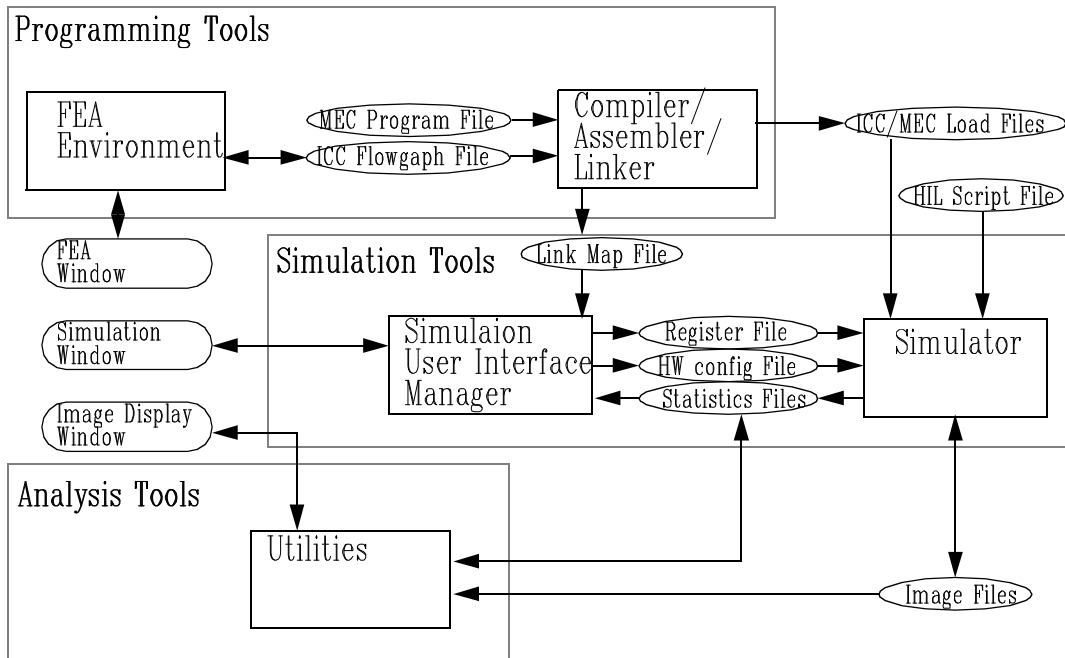 Programming Tools
FEA
Environment
MEC Program File
ICC Flowgaph File
Compiler/
Assembler/
Linker
ICC/MEC Load Files
HIL Script File
FEA
Window
Link Map File
Simulation Tools
Simulation
Window
Simulaion
User Interface
Manager
Register File
HW config File
Statistics Files
Simulator
Image Display
Window
Analysis Tools
Utilities
Image Files